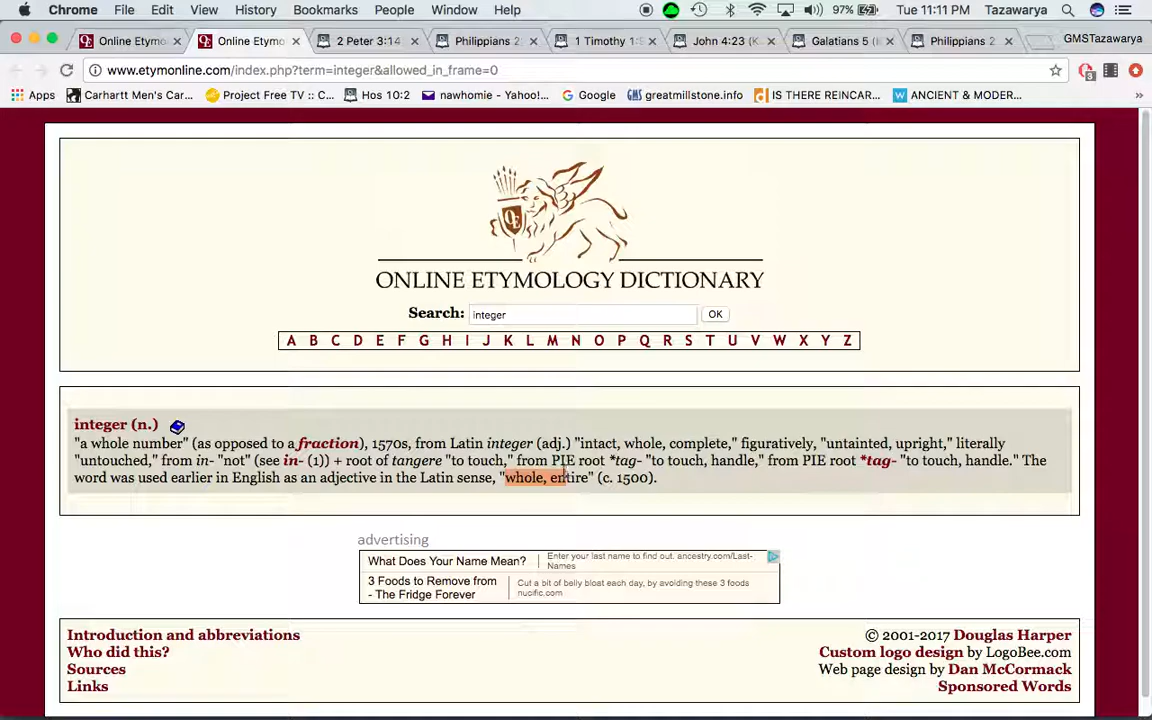 Chrome File Edit View History Bookmarks People Window Help 97% Tue 11:11 PM Tazawarya
Online Etymo Online Etymo 2 Peter 3:14 Philippians 2 1 Timothy 1: John 4:23 (K Galatians 5 ( Philippians 2 GMSTazawarya
www.etymonline.com/index.php?term=integer&allowed_in_frame=0 3
Apps Carhartt Men's Car... Project Free TV :: C... Hos 10:2 nawhomie - Yahoo!... Google GMS greatmillstone.info IS THERE REINCAR... W ANCIENT & MODER... »
OE
ONLINE ETYMOLOGY DICTIONARY
Search: integer OK
A B C D E F G H I J K L M N O P Q R S T U V W X Y Z
integer (n.)
"a whole number" (as opposed to a fraction), 1570s, from Latin integer (adj.) "intact, whole, complete," figuratively, "untainted, upright," literally
"untouched," from in- "not" (see in- (1)) + root of tangere "to touch," from PIE root *tag- "to touch, handle," from PIE root *tag- "to touch, handle." The
word was used earlier in English as an adjective in the Latin sense, "whole, entire" (c. 1500).
advertising
What Does Your Name Mean? Enter your last name to find out. ancestry.com/Last-
Names
3 Foods to Remove from Cut a bit of belly bloat each day, by avoiding these 3 foods
- The Fridge Forever nucific.com
Introduction and abbreviations © 2001-2017 Douglas Harper
Who did this? Custom logo design by LogoBee.com
Sources Web page design by Dan McCormack
Links Sponsored Words